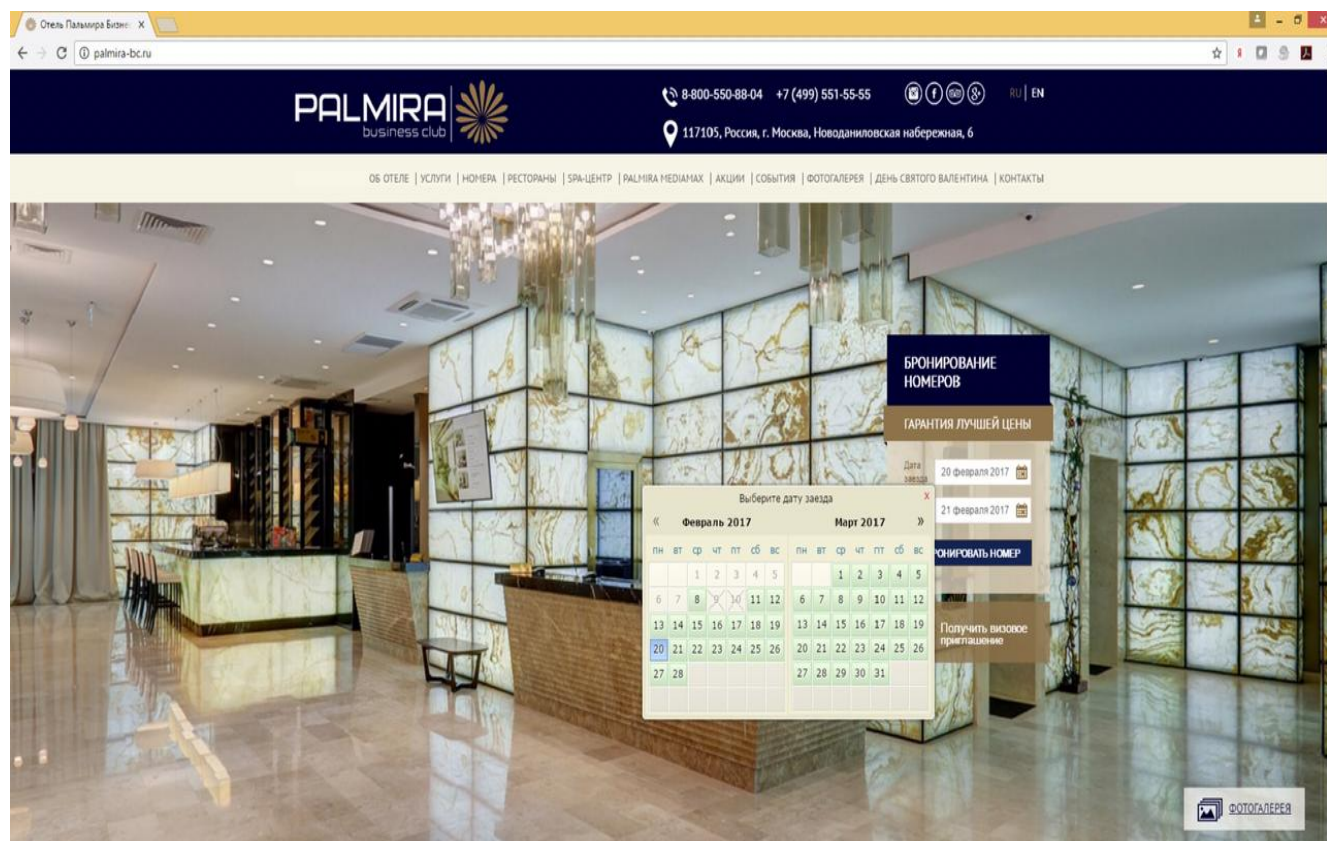 Отель Пальмира Бизнес
palmira-bc.ru
PALMIRA
business club
8-800-550-88-04 +7 (499) 551-55-55
RU | EN
117105, Россия, г. Москва, Новоданиловская набережная, 6
ОБ ОТЕЛЕ | УСЛУГИ | НОМЕРА | РЕСТОРАНЫ | SPA-ЦЕНТР | PALMIRA MEDIAMAX | АКЦИИ | СОБЫТИЯ | ФОТОГАЛЕРЕЯ | ДЕНЬ СВЯТОГО ВАЛЕНТИНА | КОНТАКТЫ
БРОНИРОВАНИЕ
НОМЕРОВ
ГАРАНТИЯ ЛУЧШЕЙ ЦЕНЫ
Дата
заезда
20 февраля 2017
21 февраля 2017
РОНИРОВАТЬ НОМЕР
Получить визовое
приглашение
Выберите дату заезда x
« Февраль 2017 Март 2017 »
пн вт ср чт пт сб вс пн вт ср чт пт сб вс
1 2 3 4 5 1 2 3 4 5
6 7 8 9 10 11 12 6 7 8 9 10 11 12
13 14 15 16 17 18 19 13 14 15 16 17 18 19
20 21 22 23 24 25 26 20 21 22 23 24 25 26
27 28 27 28 29 30 31
ФОТОГАЛЕРЕЯ